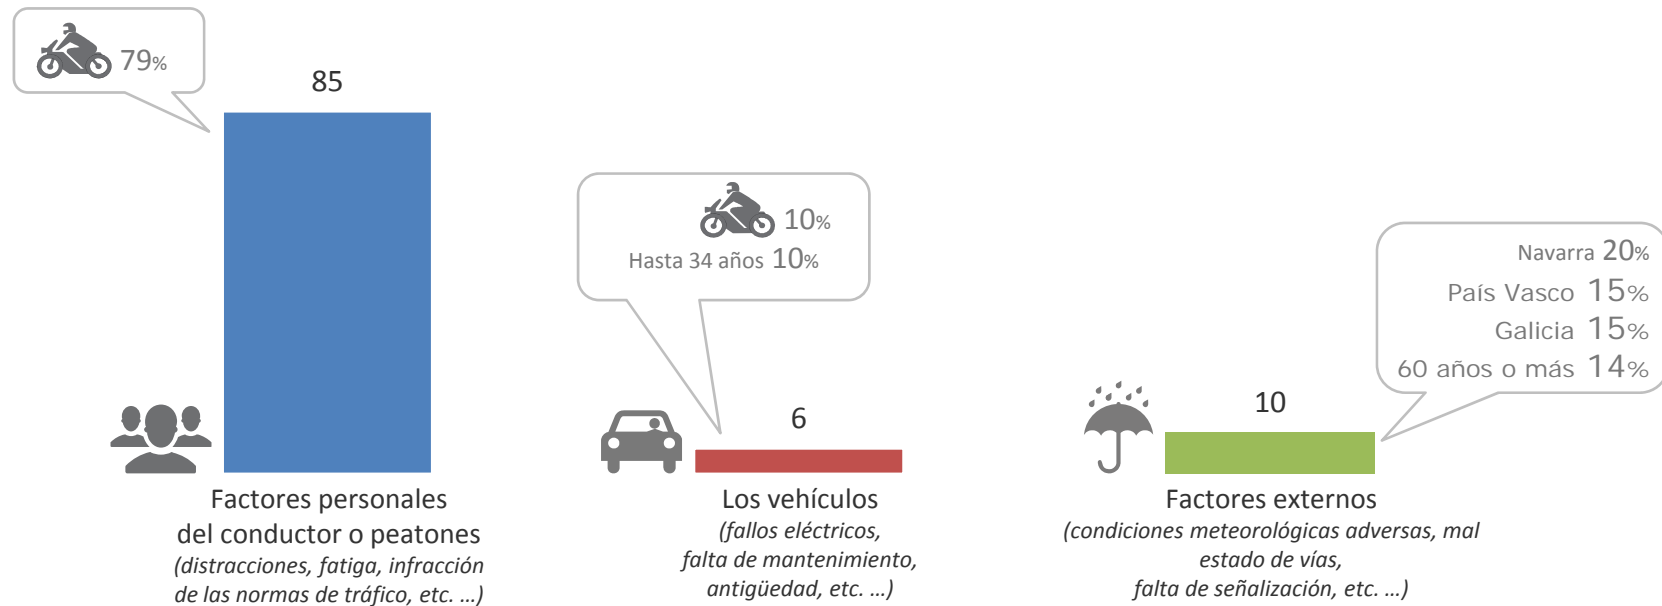 79%
85
Factores personales
del conductor o peatones
(distracciones, fatiga, infracción
de las normas de tráfico, etc. ...)
10%
Hasta 34 años 10%
6
Los vehículos
(fallos eléctricos,
falta de mantenimiento,
antigüedad, etc. ...)
Navarra 20%
País Vasco 15%
Galicia 15%
60 años o más 14%
10
Factores externos
(condiciones meteorológicas adversas, mal
estado de vías,
falta de señalización, etc. ...)